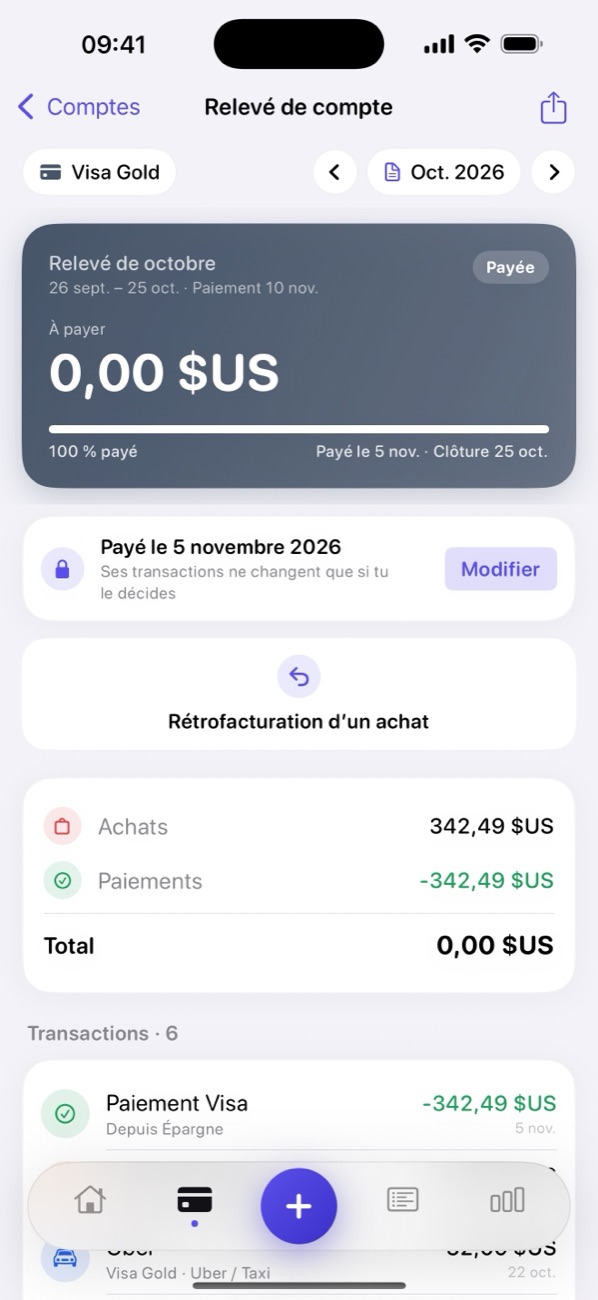 09:41
Comptes
Relevé de compte
Visa Gold
Oct. 2026
Relevé de octobre
Payée
26 sept. – 25 oct. · Paiement 10 nov.
À payer
0,00 $US
100 % payé
Payé le 5 nov. · Clôture 25 oct.
Payé le 5 novembre 2026
Ses transactions ne changent que si tu
le décides
Modifier
Rétrofacturation d’un achat
Achats
342,49 $US
Paiements
-342,49 $US
Total
0,00 $US
Transactions · 6
Paiement Visa
-342,49 $US
Depuis Épargne
5 nov.
Uber
Visa Gold · Uber / Taxi
22 oct.